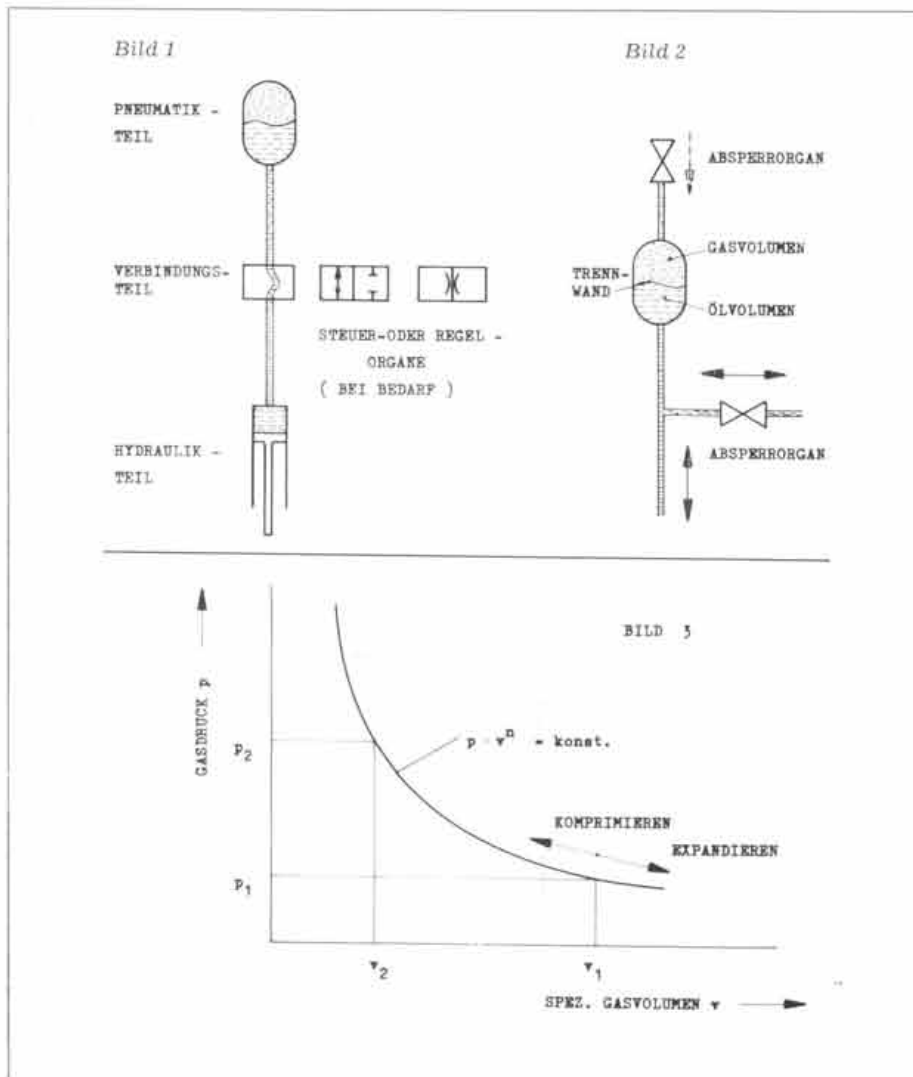 Bild 1
PNEUMATIK -
TEIL
VERBINDUNGS-
TEIL
STEUER-ODER REGEL -
ORGANE
( BEI BEDARF )
HYDRAULIK -
TEIL
Bild 2
ABSPERRORGAN
GASVOLUMEN
TRENN-
WAND
ÖLVOLUMEN
ABSPERRORGAN
BILD 3
GASDRUCK p
p · v^n = konst.
p2
KOMPRIMIEREN
EXPANDIEREN
p1
v2
v1
SPEZ. GASVOLUMEN v